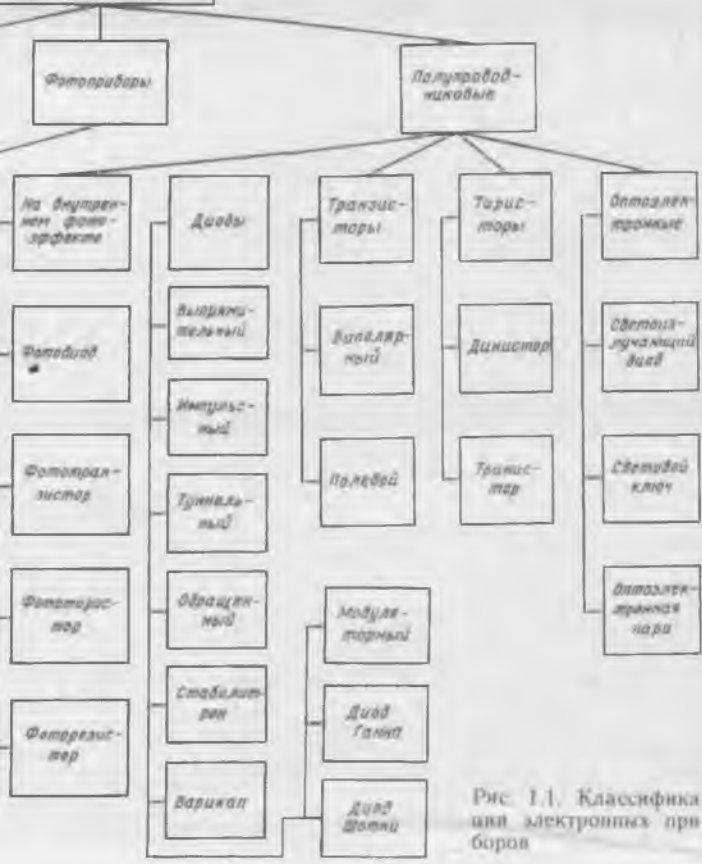 Фотоприборы
Полупровод-
никовые
На внутрен-
нем фото-
эффекте
Диоды
Транзис-
торы
Тирис-
торы
Оптоэлек-
тронные
Фотодиод
Выпрями-
тельный
Биполяр-
ный
Динистор
Светоиз-
лучающий
диод
Фототран-
зистор
Импульс-
ный
Полевой
Тринис-
тор
Световой
ключ
Туннель-
ный
Фототирис-
тор
Обращен-
ный
Модуля-
торный
Оптоэлек-
тронная
пара
Фоторезис-
тор
Стабилит-
рон
Диод
Ганна
Варикап
Диод
Шотки
Рис. 1.1. Классифика
ция электронных при
боров